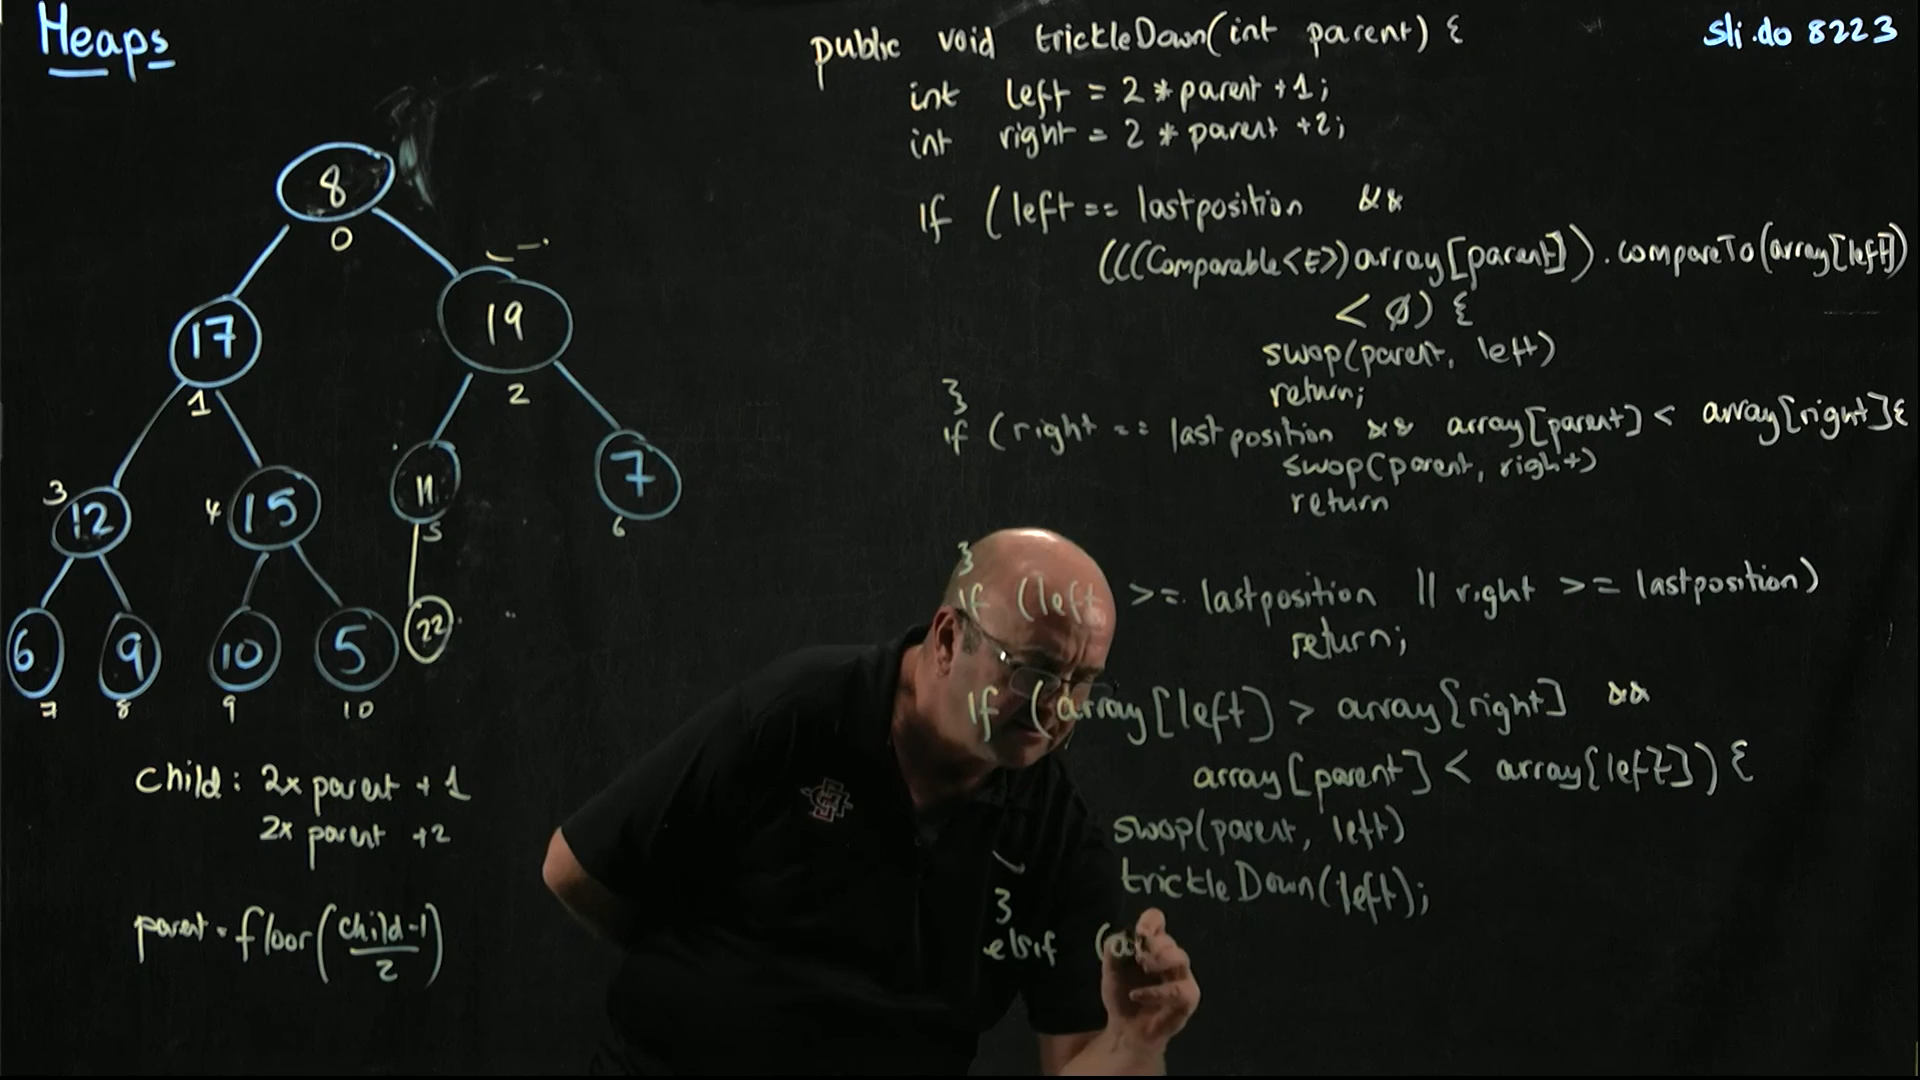 Heaps
8
0
17
1
19
2
3
12
4
15
11
5
7
6
6
7
9
8
10
9
5
10
22
child: 2x parent + 1
2x parent +2
parent = floor(child-1/2)
public void trickleDown(int parent) {
int left = 2 * parent +1;
int right = 2 * parent +2;
If (left == lastposition &&
(((Comparable<E>)array[parent]).compareTo(array[left])
< 0) {
swap(parent, left)
return;
}
if (right == lastposition && array[parent] < array[right] {
swap(parent, right)
return
}
if (left >= lastposition || right >= lastposition)
return;
If (array[left] > array[right] &&
array[parent] < array[left]) {
swap(parent, left)
trickleDown(left);
}
elsif (a
sli.do 8223